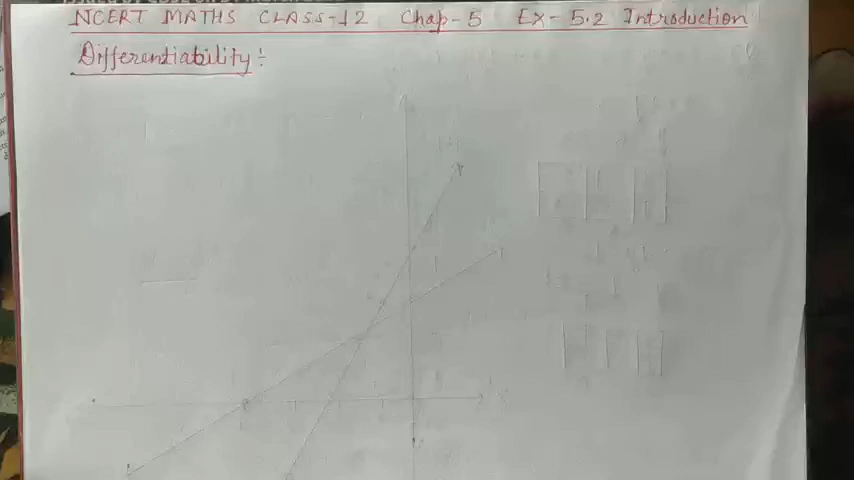 NCERT MATHS CLASS-12 Chap-5 Ex-5.2 Introduction
Differentiability :-